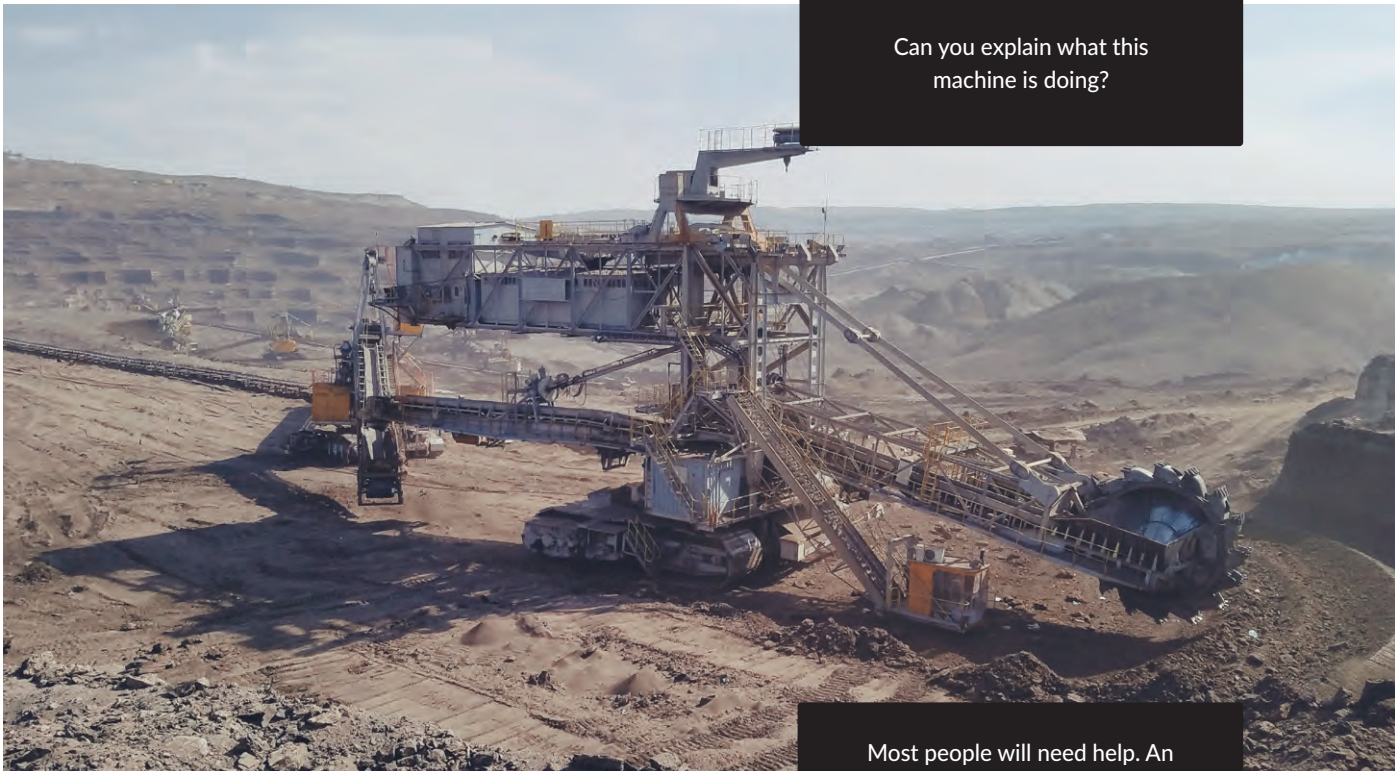 Can you explain what this
machine is doing?
Most people will need help. An